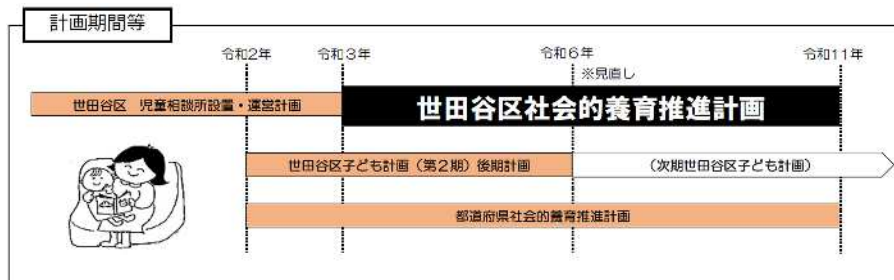 計画期間等
令和2年
令和3年
令和6年
令和11年
※見直し
世田谷区 児童相談所設置・運営計画
世田谷区社会的養育推進計画
世田谷区子ども計画(第2期)後期計画
(次期世田谷区子ども計画)
都道府県社会的養育推進計画